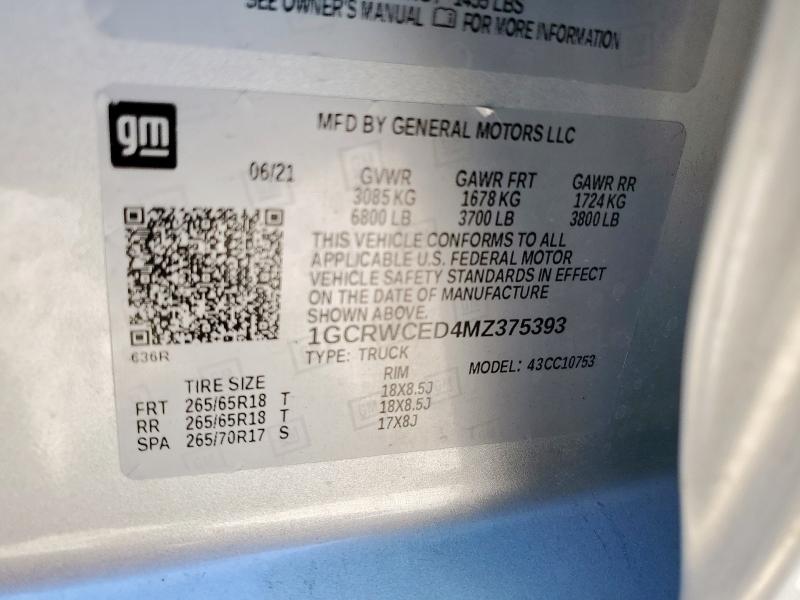 1455 LBS
SEE OWNER'S MANUAL FOR MORE INFORMATION
gm
MFD BY GENERAL MOTORS LLC
06/21 GVWR GAWR FRT GAWR RR
3085 KG 1678 KG 1724 KG
6800 LB 3700 LB 3800 LB
THIS VEHICLE CONFORMS TO ALL
APPLICABLE U.S. FEDERAL MOTOR
VEHICLE SAFETY STANDARDS IN EFFECT
ON THE DATE OF MANUFACTURE
SHOWN ABOVE.
1GCRWCED4MZ375393
636R
TYPE: TRUCK MODEL: 43CC10753
TIRE SIZE RIM
FRT 265/65R18 T 18X8.5J
RR 265/65R18 T 18X8.5J
SPA 265/70R17 S 17X8J